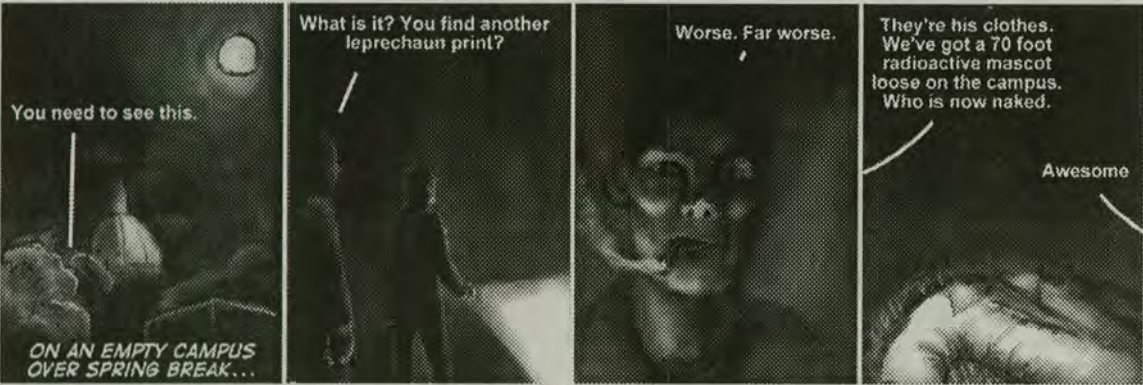 You need to see this.
ON AN EMPTY CAMPUS
OVER SPRING BREAK...
What is it? You find another
leprechaun print?
Worse. Far worse.
They're his clothes.
We've got a 70 foot
radioactive mascot
loose on the campus.
Who is now naked.
Awesome